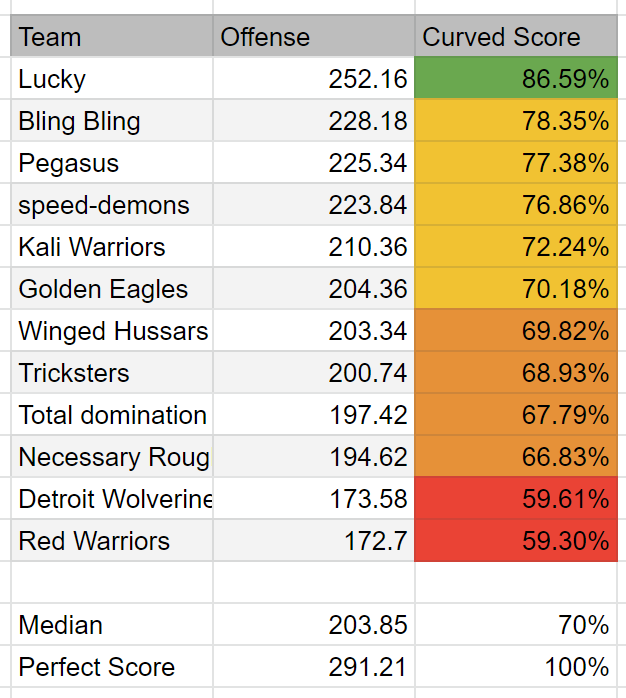 Team Offense Curved Score
Lucky 252.16 86.59%
Bling Bling 228.18 78.35%
Pegasus 225.34 77.38%
speed-demons 223.84 76.86%
Kali Warriors 210.36 72.24%
Golden Eagles 204.36 70.18%
Winged Hussars 203.34 69.82%
Tricksters 200.74 68.93%
Total domination 197.42 67.79%
Necessary Roug 194.62 66.83%
Detroit Wolverine 173.58 59.61%
Red Warriors 172.7 59.30%
Median 203.85 70%
Perfect Score 291.21 100%